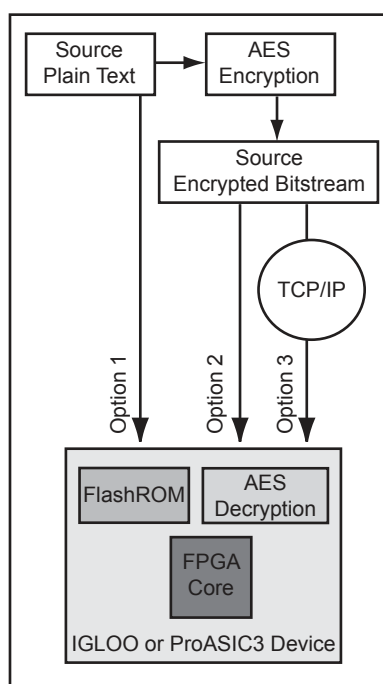 Source
Plain Text
AES
Encryption
Source
Encrypted Bitstream
TCP/IP
Option 1
Option 2
Option 3
FlashROM
AES
Decryption
FPGA
Core
IGLOO or ProASIC3 Device